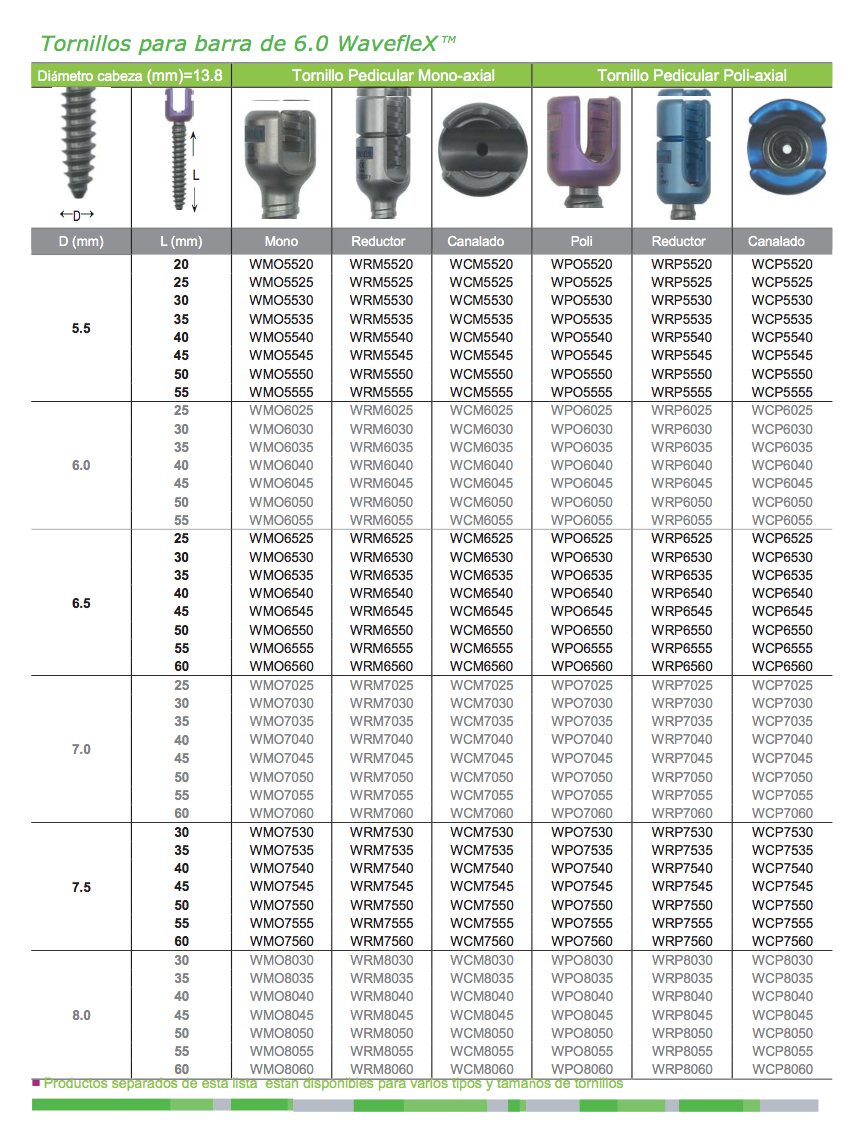 Tornillos para barra de 6.0 WavefleX™
Diámetro cabeza (mm)=13.8 Tornillo Pedicular Mono-axial Tornillo Pedicular Poli-axial
L
D
D (mm) L (mm) Mono Reductor Canalado Poli Reductor Canalado
20 WMO5520 WRM5520 WCM5520 WPO5520 WRP5520 WCP5520
25 WMO5525 WRM5525 WCM5525 WPO5525 WRP5525 WCP5525
30 WMO5530 WRM5530 WCM5530 WPO5530 WRP5530 WCP5530
35 WMO5535 WRM5535 WCM5535 WPO5535 WRP5535 WCP5535
5.5
40 WMO5540 WRM5540 WCM5540 WPO5540 WRP5540 WCP5540
45 WMO5545 WRM5545 WCM5545 WPO5545 WRP5545 WCP5545
50 WMO5550 WRM5550 WCM5550 WPO5550 WRP5550 WCP5550
55 WMO5555 WRM5555 WCM5555 WPO5555 WRP5555 WCP5555
25 WMO6025 WRM6025 WCM6025 WPO6025 WRP6025 WCP6025
30 WMO6030 WRM6030 WCM6030 WPO6030 WRP6030 WCP6030
35 WMO6035 WRM6035 WCM6035 WPO6035 WRP6035 WCP6035
6.0 40 WMO6040 WRM6040 WCM6040 WPO6040 WRP6040 WCP6040
45 WMO6045 WRM6045 WCM6045 WPO6045 WRP6045 WCP6045
50 WMO6050 WRM6050 WCM6050 WPO6050 WRP6050 WCP6050
55 WMO6055 WRM6055 WCM6055 WPO6055 WRP6055 WCP6055
25 WMO6525 WRM6525 WCM6525 WPO6525 WRP6525 WCP6525
30 WMO6530 WRM6530 WCM6530 WPO6530 WRP6530 WCP6530
35 WMO6535 WRM6535 WCM6535 WPO6535 WRP6535 WCP6535
40 WMO6540 WRM6540 WCM6540 WPO6540 WRP6540 WCP6540
6.5
45 WMO6545 WRM6545 WCM6545 WPO6545 WRP6545 WCP6545
50 WMO6550 WRM6550 WCM6550 WPO6550 WRP6550 WCP6550
55 WMO6555 WRM6555 WCM6555 WPO6555 WRP6555 WCP6555
60 WMO6560 WRM6560 WCM6560 WPO6560 WRP6560 WCP6560
25 WMO7025 WRM7025 WCM7025 WPO7025 WRP7025 WCP7025
30 WMO7030 WRM7030 WCM7030 WPO7030 WRP7030 WCP7030
35 WMO7035 WRM7035 WCM7035 WPO7035 WRP7035 WCP7035
40 WMO7040 WRM7040 WCM7040 WPO7040 WRP7040 WCP7040
7.0
45 WMO7045 WRM7045 WCM7045 WPO7045 WRP7045 WCP7045
50 WMO7050 WRM7050 WCM7050 WPO7050 WRP7050 WCP7050
55 WMO7055 WRM7055 WCM7055 WPO7055 WRP7055 WCP7055
60 WMO7060 WRM7060 WCM7060 WPO7060 WRP7060 WCP7060
30 WMO7530 WRM7530 WCM7530 WPO7530 WRP7530 WCP7530
35 WMO7535 WRM7535 WCM7535 WPO7535 WRP7535 WCP7535
40 WMO7540 WRM7540 WCM7540 WPO7540 WRP7540 WCP7540
7.5 45 WMO7545 WRM7545 WCM7545 WPO7545 WRP7545 WCP7545
50 WMO7550 WRM7550 WCM7550 WPO7550 WRP7550 WCP7550
55 WMO7555 WRM7555 WCM7555 WPO7555 WRP7555 WCP7555
60 WMO7560 WRM7560 WCM7560 WPO7560 WRP7560 WCP7560
30 WMO8030 WRM8030 WCM8030 WPO8030 WRP8030 WCP8030
35 WMO8035 WRM8035 WCM8035 WPO8035 WRP8035 WCP8035
40 WMO8040 WRM8040 WCM8040 WPO8040 WRP8040 WCP8040
8.0 45 WMO8045 WRM8045 WCM8045 WPO8045 WRP8045 WCP8045
50 WMO8050 WRM8050 WCM8050 WPO8050 WRP8050 WCP8050
55 WMO8055 WRM8055 WCM8055 WPO8055 WRP8055 WCP8055
60 WMO8060 WRM8060 WCM8060 WPO8060 WRP8060 WCP8060
Productos separados de esta lista están disponibles para varios tipos y tamaños de tornillos